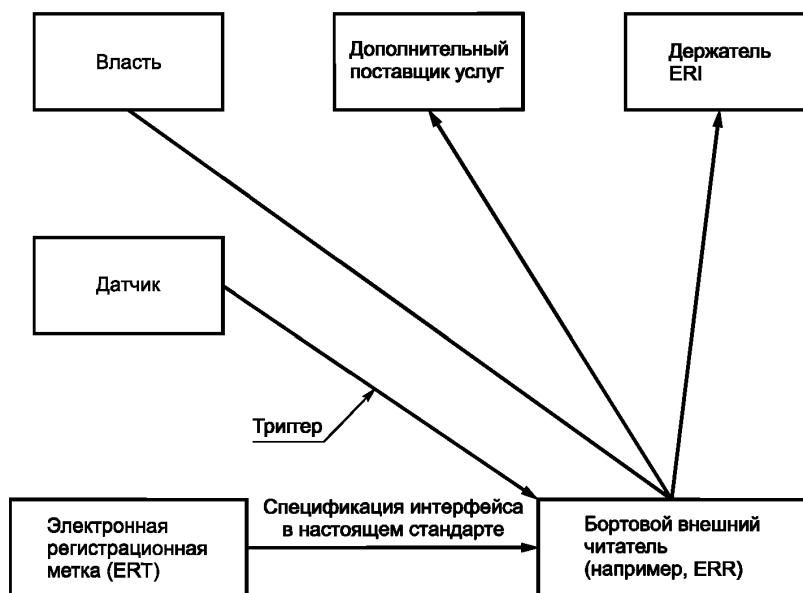 Власть
Дополнительный
поставщик услуг
Держатель
ERI
Датчик
Триггер
Электронная
регистрационная
метка (ERT)
Спецификация интерфейса
в настоящем стандарте
Бортовой внешний
читатель
(например, ERR)